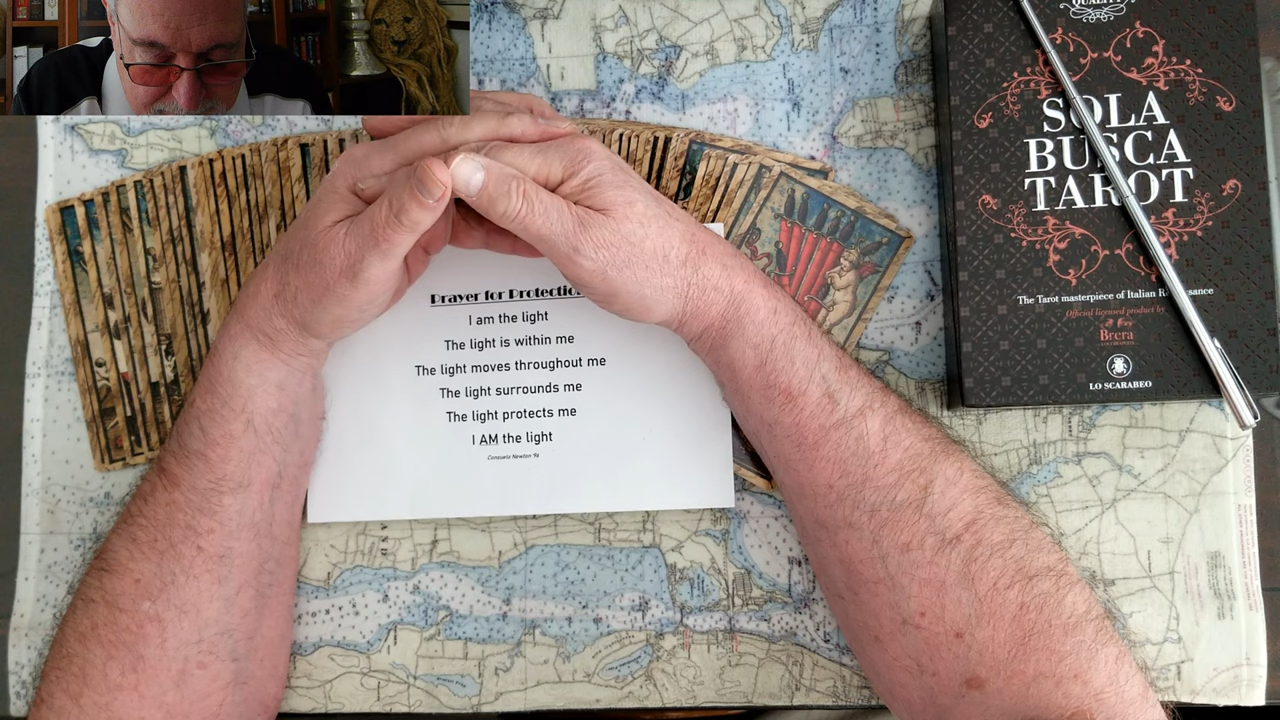 Prayer for Protection
I am the light
The light is within me
The light moves throughout me
The light surrounds me
The light protects me
I AM the light
Consuelo Newton '98
QUALITY
SOLA
BUSCA
TAROT
The Tarot masterpiece of Italian Renaissance
Official licensed product by
Brera
LO SCARABEO